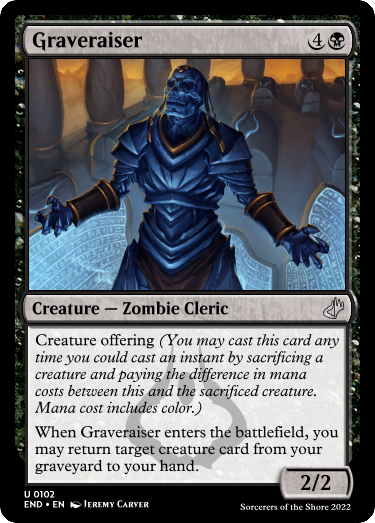 Graveraiser 4
Creature — Zombie Cleric
Creature offering (You may cast this card any
time you could cast an instant by sacrificing a
creature and paying the difference in mana
costs between this and the sacrificed creature.
Mana cost includes color.)
When Graveraiser enters the battlefield, you
may return target creature card from your
graveyard to your hand.
2/2
U 0102
END • EN Jeremy Carver
Sorcerers of the Shore 2022